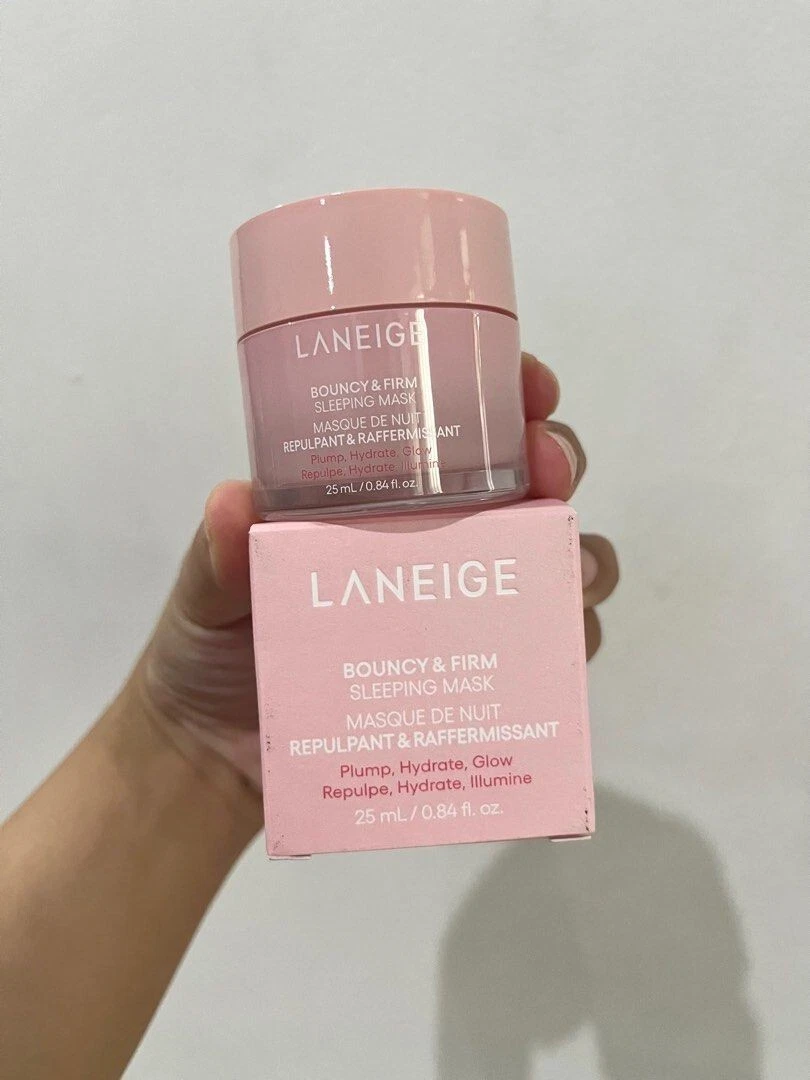 LANEIGE
BOUNCY & FIRM
SLEEPING MASK
MASQUE DE NUIT
REPULPANT & RAFFERMISSANT
Plump, Hydrate, Glow
Repulpe, Hydrate, Illumine
25 mL / 0.84 fl. oz.
LANEIGE
BOUNCY & FIRM
SLEEPING MASK
MASQUE DE NUIT
REPULPANT & RAFFERMISSANT
Plump, Hydrate, Glow
Repulpe, Hydrate, Illumine
25 mL / 0.84 fl. oz.